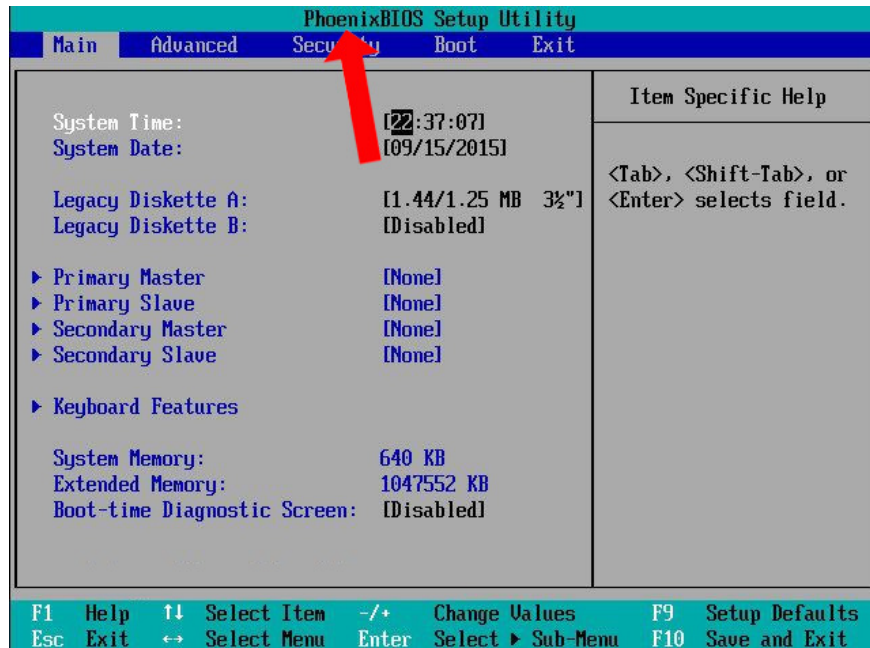 PhoenixBIOS Setup Utility
Main Advanced Security Boot Exit
Item Specific Help
System Time: [22:37:07]
System Date: [09/15/2015]
<Tab>, <Shift-Tab>, or
<Enter> selects field.
Legacy Diskette A: [1.44/1.25 MB 3½"]
Legacy Diskette B: [Disabled]
▶ Primary Master [None]
▶ Primary Slave [None]
▶ Secondary Master [None]
▶ Secondary Slave [None]
▶ Keyboard Features
System Memory: 640 KB
Extended Memory: 1047552 KB
Boot-time Diagnostic Screen: [Disabled]
F1 Help ↑↓ Select Item -/+ Change Values F9 Setup Defaults
Esc Exit ↔ Select Menu Enter Select ▶ Sub-Menu F10 Save and Exit